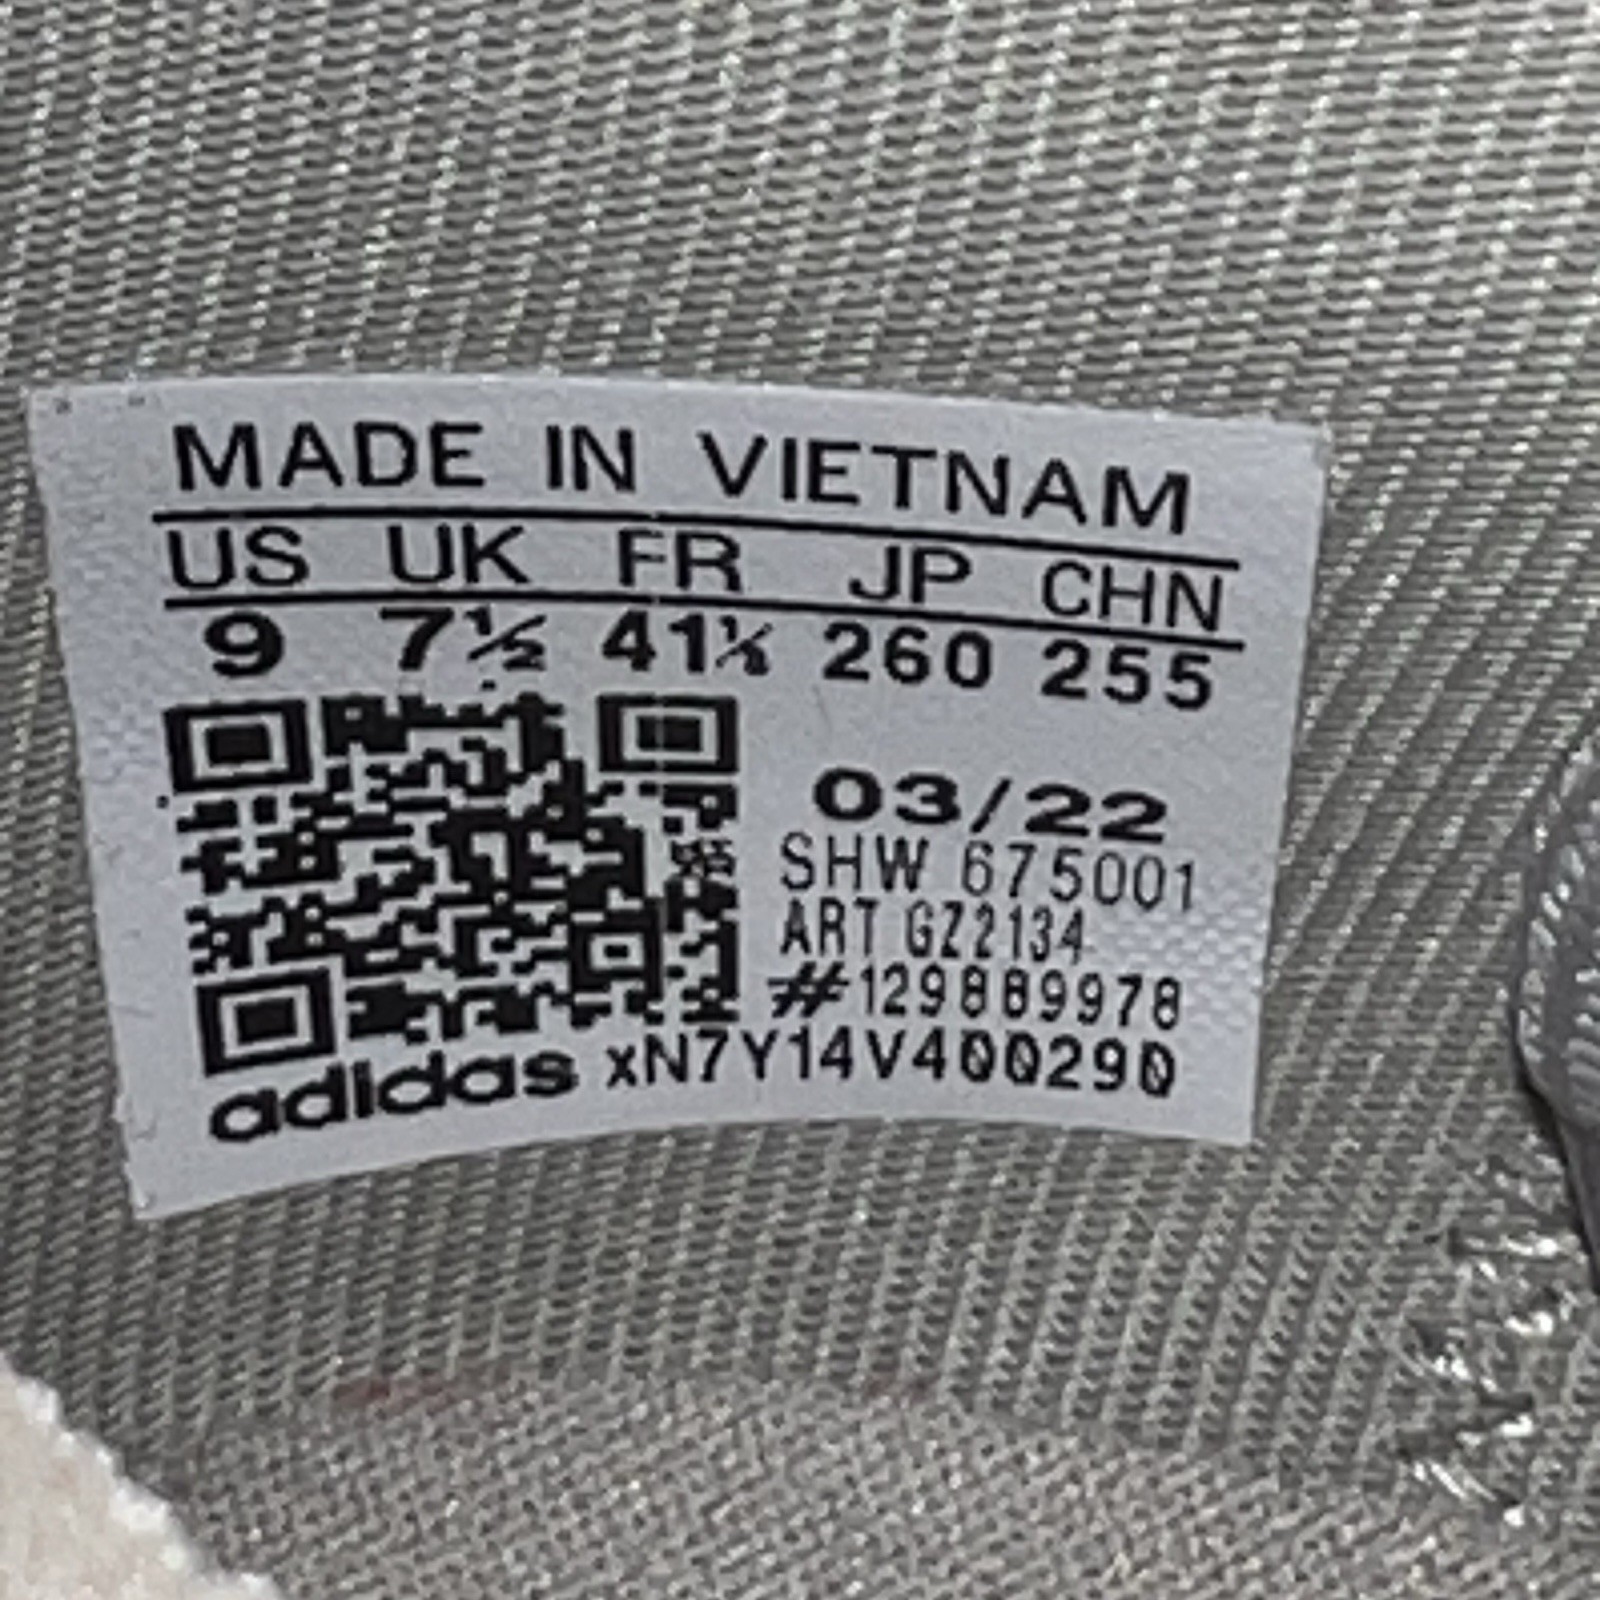 MADE IN VIETNAM
US UK FR JP CHN
9 7½ 41⅓ 260 255
03/22
SHW 675001
ART GZ2134
#129889978
adidas xN7Y14V400290